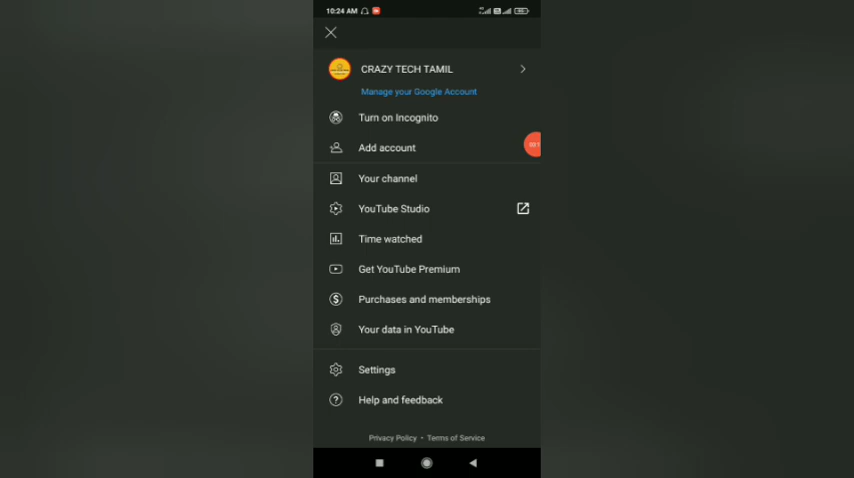 10:24 AM
CRAZY TECH TAMIL
Manage your Google Account
Turn on Incognito
Add account
Your channel
YouTube Studio
Time watched
Get YouTube Premium
Purchases and memberships
Your data in YouTube
Settings
Help and feedback
Privacy Policy • Terms of Service